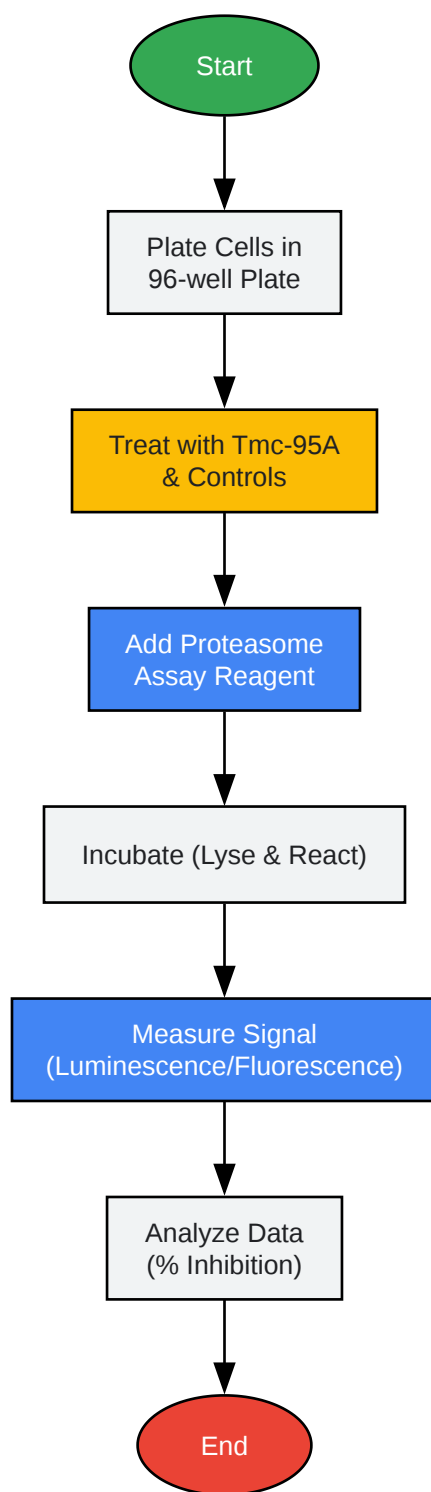 Start
Plate Cells in
96-well Plate
Treat with Tmc-95A
& Controls
Add Proteasome
Assay Reagent
Incubate (Lyse & React)
Measure Signal
(Luminescence/Fluorescence)
Analyze Data
(% Inhibition)
End